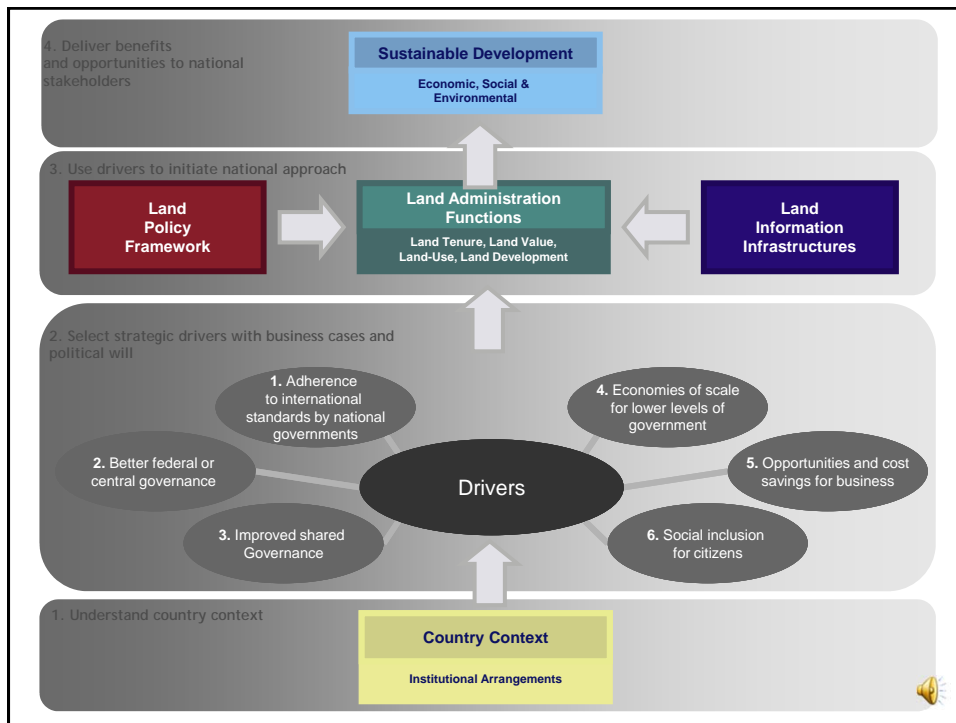 4. Deliver benefits
and opportunities to national
stakeholders
Sustainable Development
Economic, Social &
Environmental
3. Use drivers to initiate national approach
Land
Policy
Framework
Land Administration
Functions
Land Tenure, Land Value,
Land-Use, Land Development
Land
Information
Infrastructures
2. Select strategic drivers with business cases and
political will
1. Adherence
to international
standards by national
governments
2. Better federal or
central governance
3. Improved shared
Governance
Drivers
4. Economies of scale
for lower levels of
government
5. Opportunities and cost
savings for business
6. Social inclusion
for citizens
1. Understand country context
Country Context
Institutional Arrangements